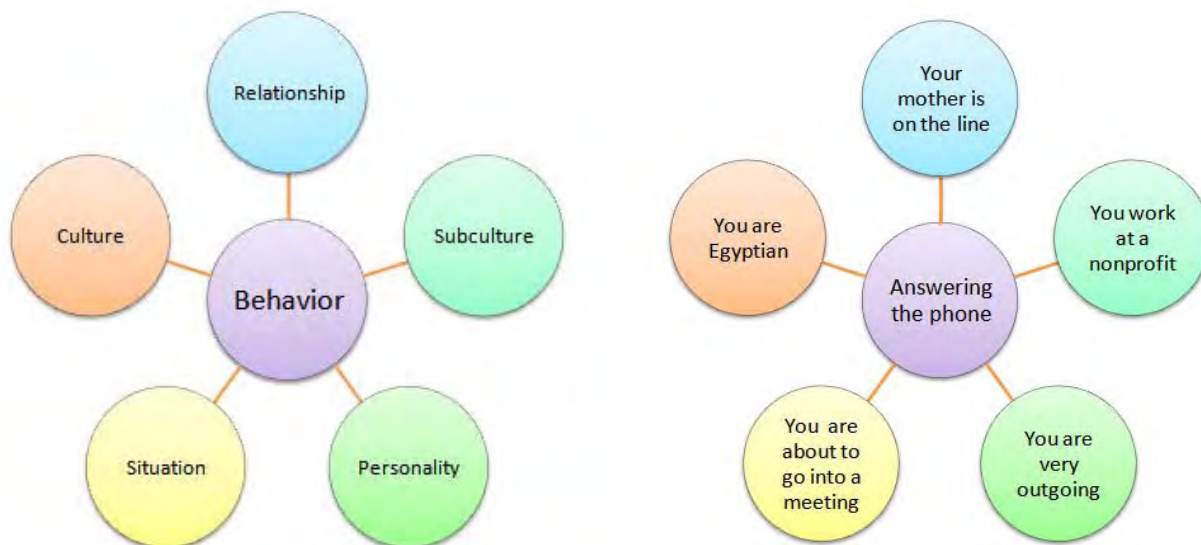 Relationship
Culture
Subculture
Behavior
Situation
Personality
Your
mother is
on the line
You are
Egyptian
You work
at a
nonprofit
Answering
the phone
You are
about to
go into a
meeting
You are
very
outgoing